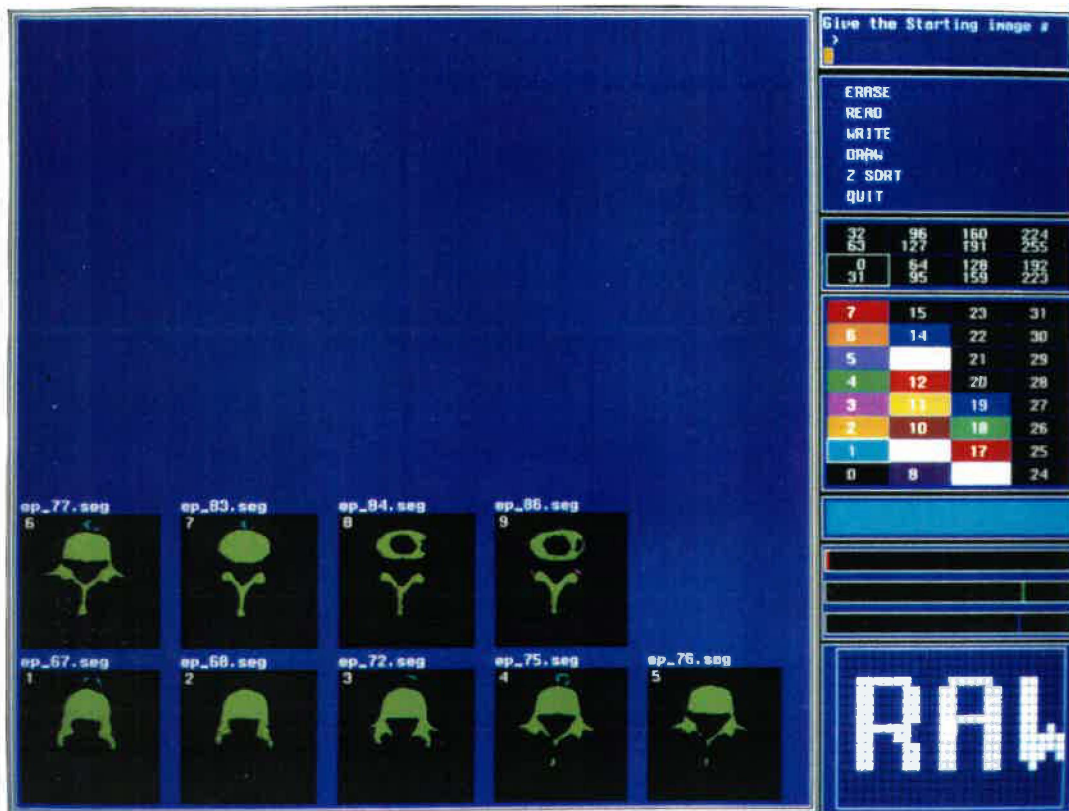 Give the Starting image #
>
ERASE
READ
WRITE
DRAW
Z SORT
QUIT
32 96 160 224
63 127 191 255
0 64 128 192
31 95 159 223
7 15 23 31
6 14 22 30
5 21 29
4 12 20 28
3 11 19 27
2 10 18 26
1 17 25
0 8 24
RAW
ep_77.seg ep_83.seg ep_84.seg ep_86.seg
6 7 8 9
ep_67.seg ep_68.seg ep_72.seg ep_75.seg ep_76.seg
1 2 3 4 5